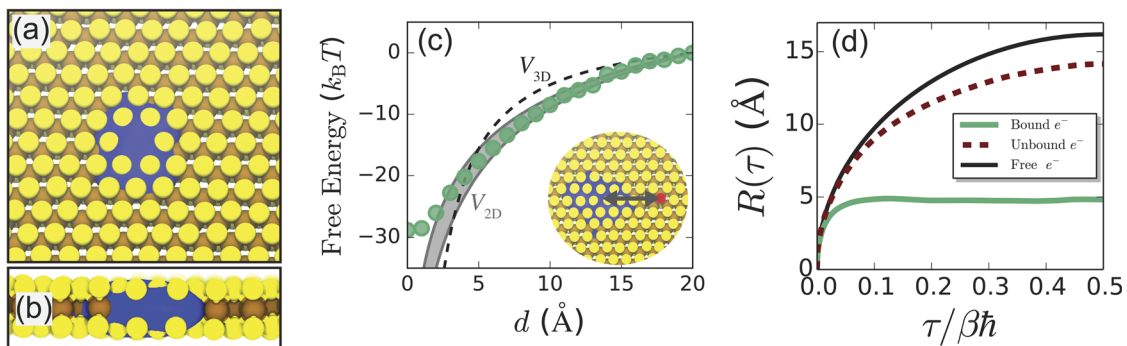 (a)
(b)
(c)
Free Energy (k_BT)
0
−10
−20
−30
V_3D
V_2D
0
5
10
15
20
d (Å)
(d)
R(τ) (Å)
15
10
5
0
Bound e⁻
Unbound e⁻
Free e⁻
0.0
0.1
0.2
0.3
0.4
0.5
τ/βħ